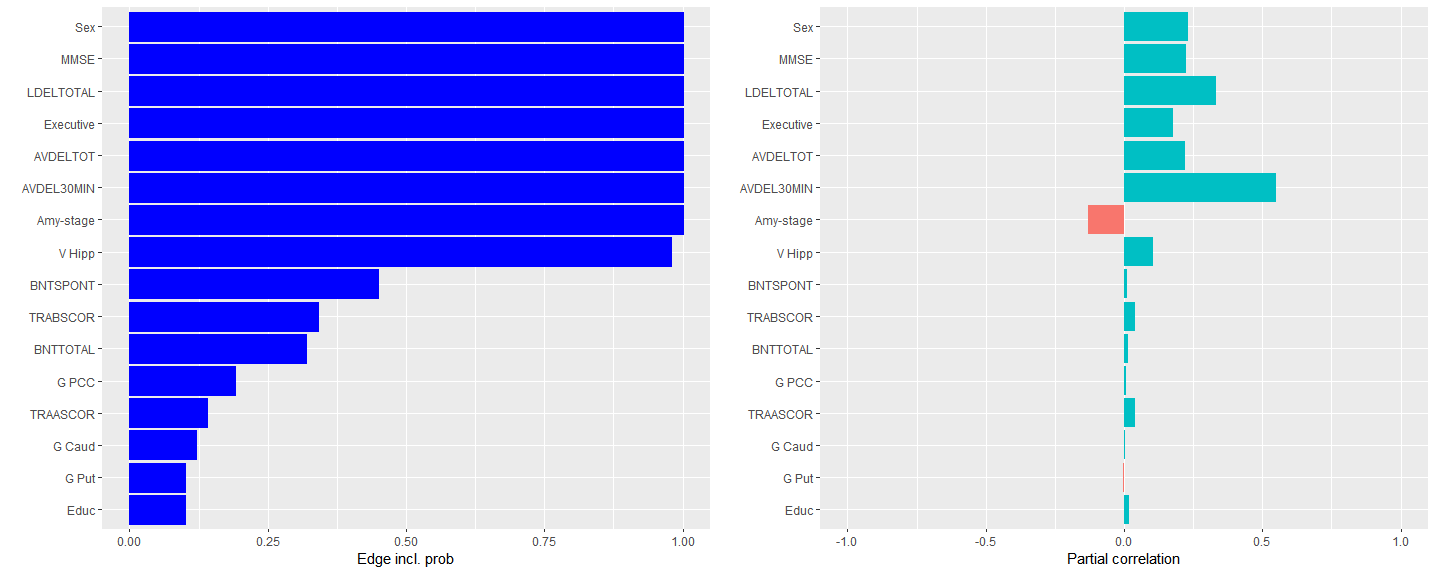 Sex
MMSE
LDELTOTAL
Executive
AVDELTOT
AVDEL30MIN
Amy-stage
V Hipp
BNTSPONT
TRABSCOR
BNTTOTAL
G PCC
TRAASCOR
G Caud
G Put
Educ
0.00 0.25 0.50 0.75 1.00
Edge incl. prob
Sex
MMSE
LDELTOTAL
Executive
AVDELTOT
AVDEL30MIN
Amy-stage
V Hipp
BNTSPONT
TRABSCOR
BNTTOTAL
G PCC
TRAASCOR
G Caud
G Put
Educ
-1.0 -0.5 0.0 0.5 1.0
Partial correlation